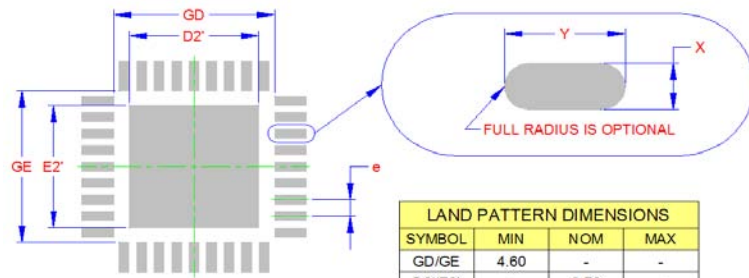 GD
D2'
Y
X
FULL RADIUS IS OPTIONAL
GE E2'
e
LAND PATTERN DIMENSIONS
SYMBOL MIN NOM MAX
GD/GE 4.60 - -